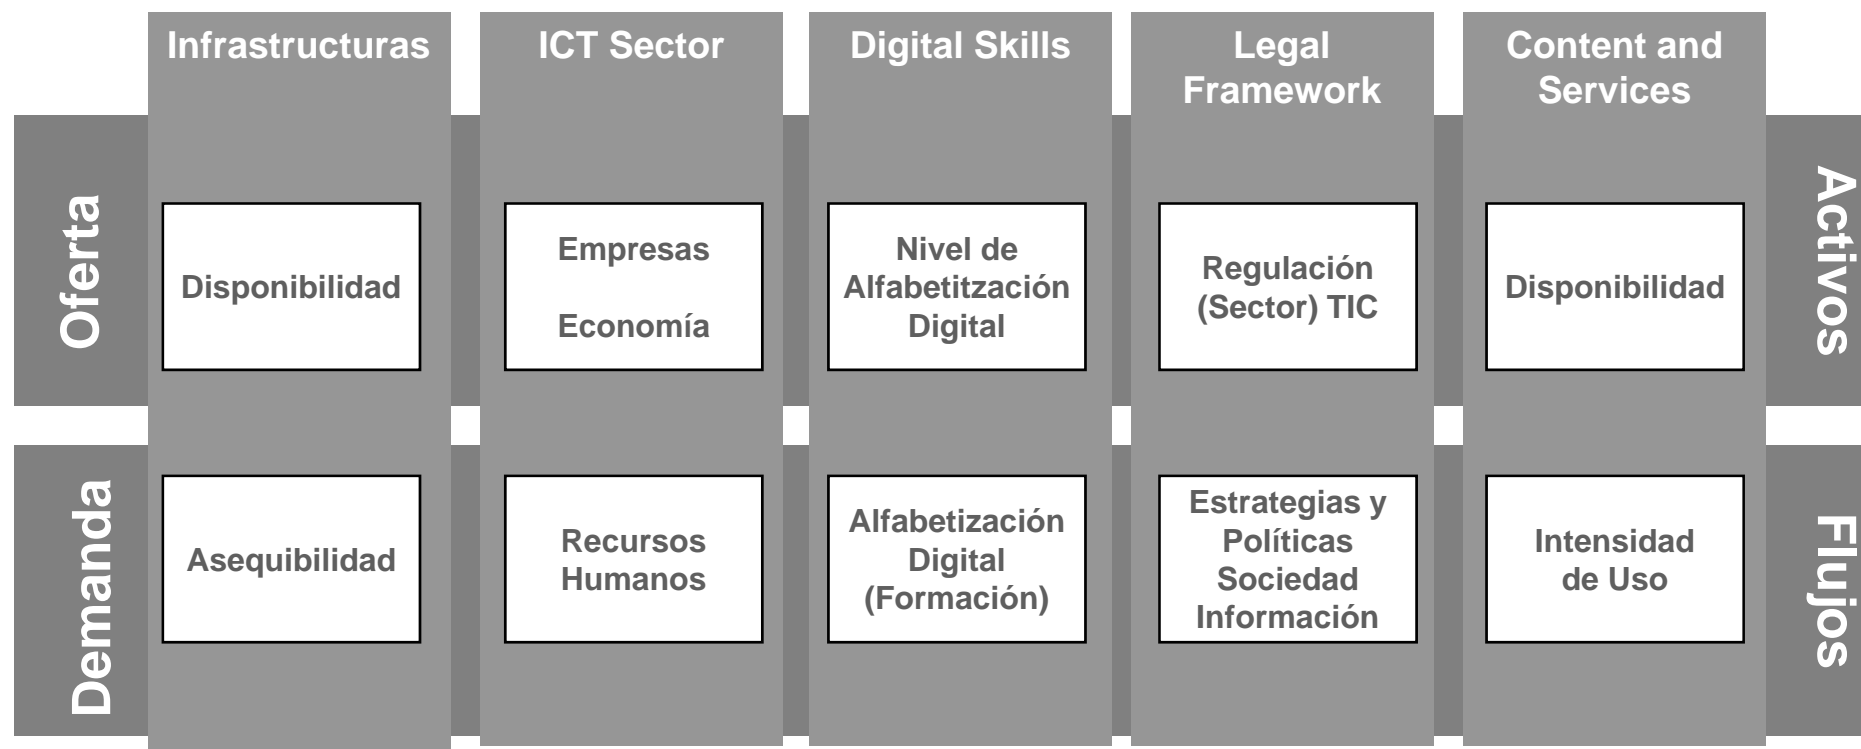 Infrastructuras
ICT Sector
Digital Skills
Legal
Framework
Content and
Services
Oferta
Disponibilidad
Empresas
Economía
Nivel de
Alfabetitzación
Digital
Regulación
(Sector) TIC
Disponibilidad
Activos
Demanda
Asequibilidad
Recursos
Humanos
Alfabetización
Digital
(Formación)
Estrategias y
Políticas
Sociedad
Información
Intensidad
de Uso
Flujos